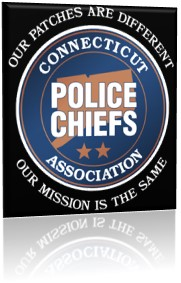 OUR PATCHES ARE DIFFERENT
CONNECTICUT
POLICE
CHIEFS
ASSOCIATION
OUR MISSION IS THE SAME